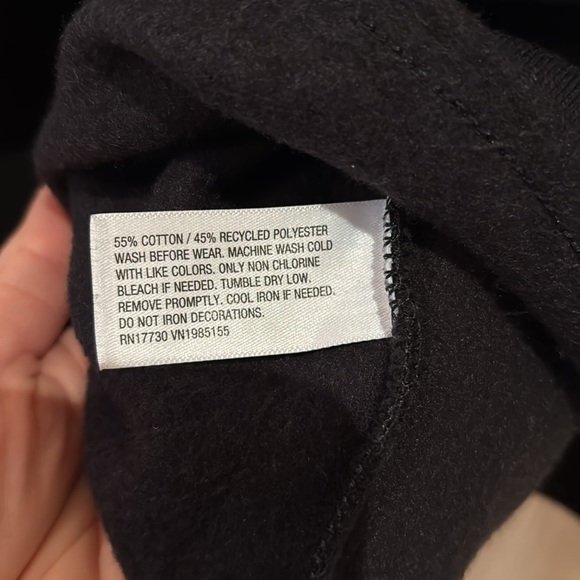 55% COTTON / 45% RECYCLED POLYESTER
WASH BEFORE WEAR. MACHINE WASH COLD
WITH LIKE COLORS. ONLY NON CHLORINE
BLEACH IF NEEDED. TUMBLE DRY LOW.
REMOVE PROMPTLY. COOL IRON IF NEEDED.
DO NOT IRON DECORATIONS.
RN17730 VN1985155